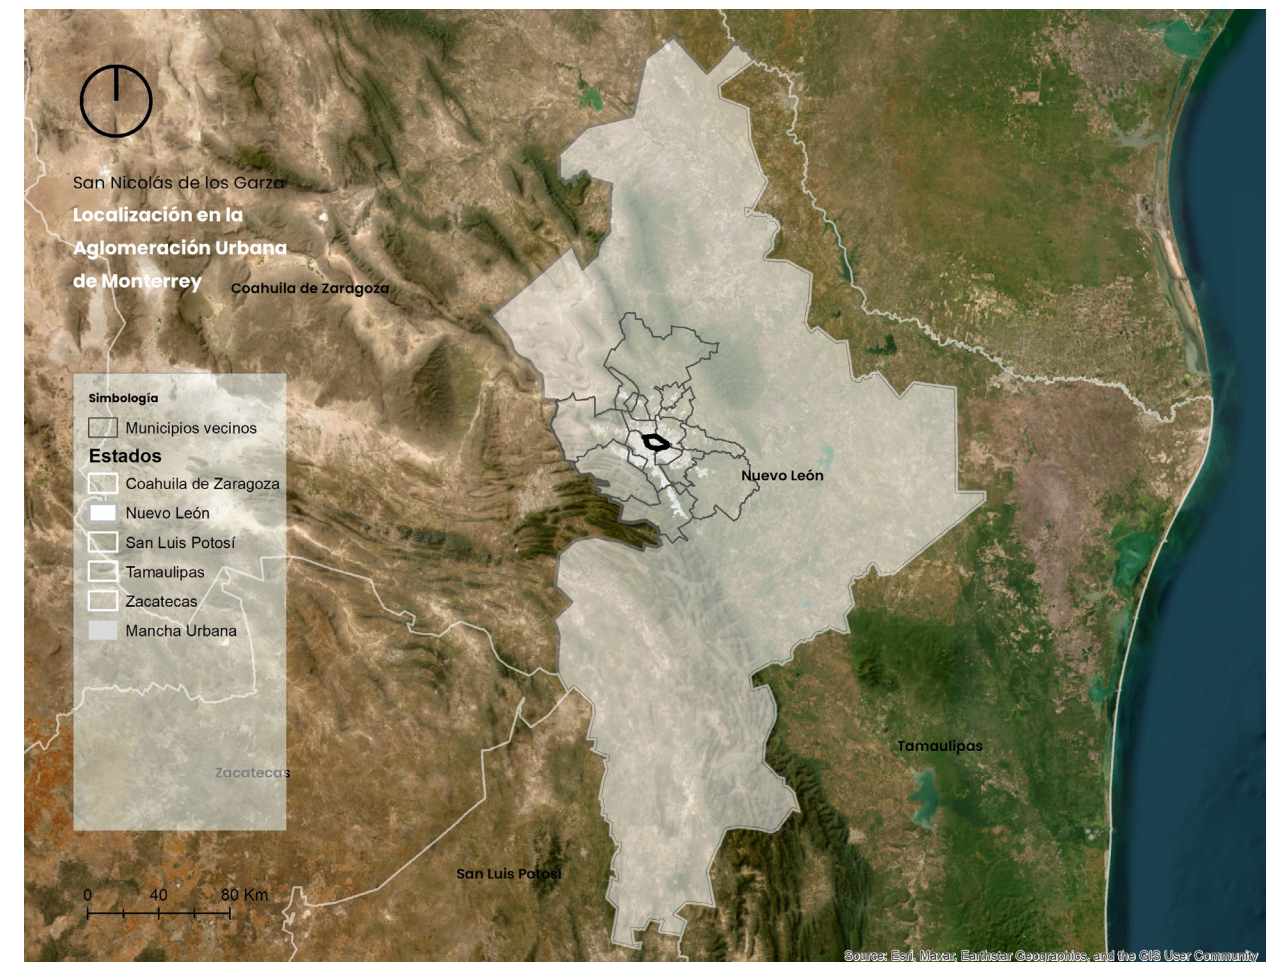 San Nicolás de los Garza
Localización en la
Aglomeración Urbana
de Monterrey
Coahuila de Zaragoza
Simbología
Municipios vecinos
Estados
Coahuila de Zaragoza
Nuevo León
San Luis Potosí
Tamaulipas
Zacatecas
Mancha Urbana
Nuevo León
Tamaulipas
Zacatecas
San Luis Potosí
0 40 80 Km
Source: Esri, Maxar, Earthstar Geographics, and the GIS User Community